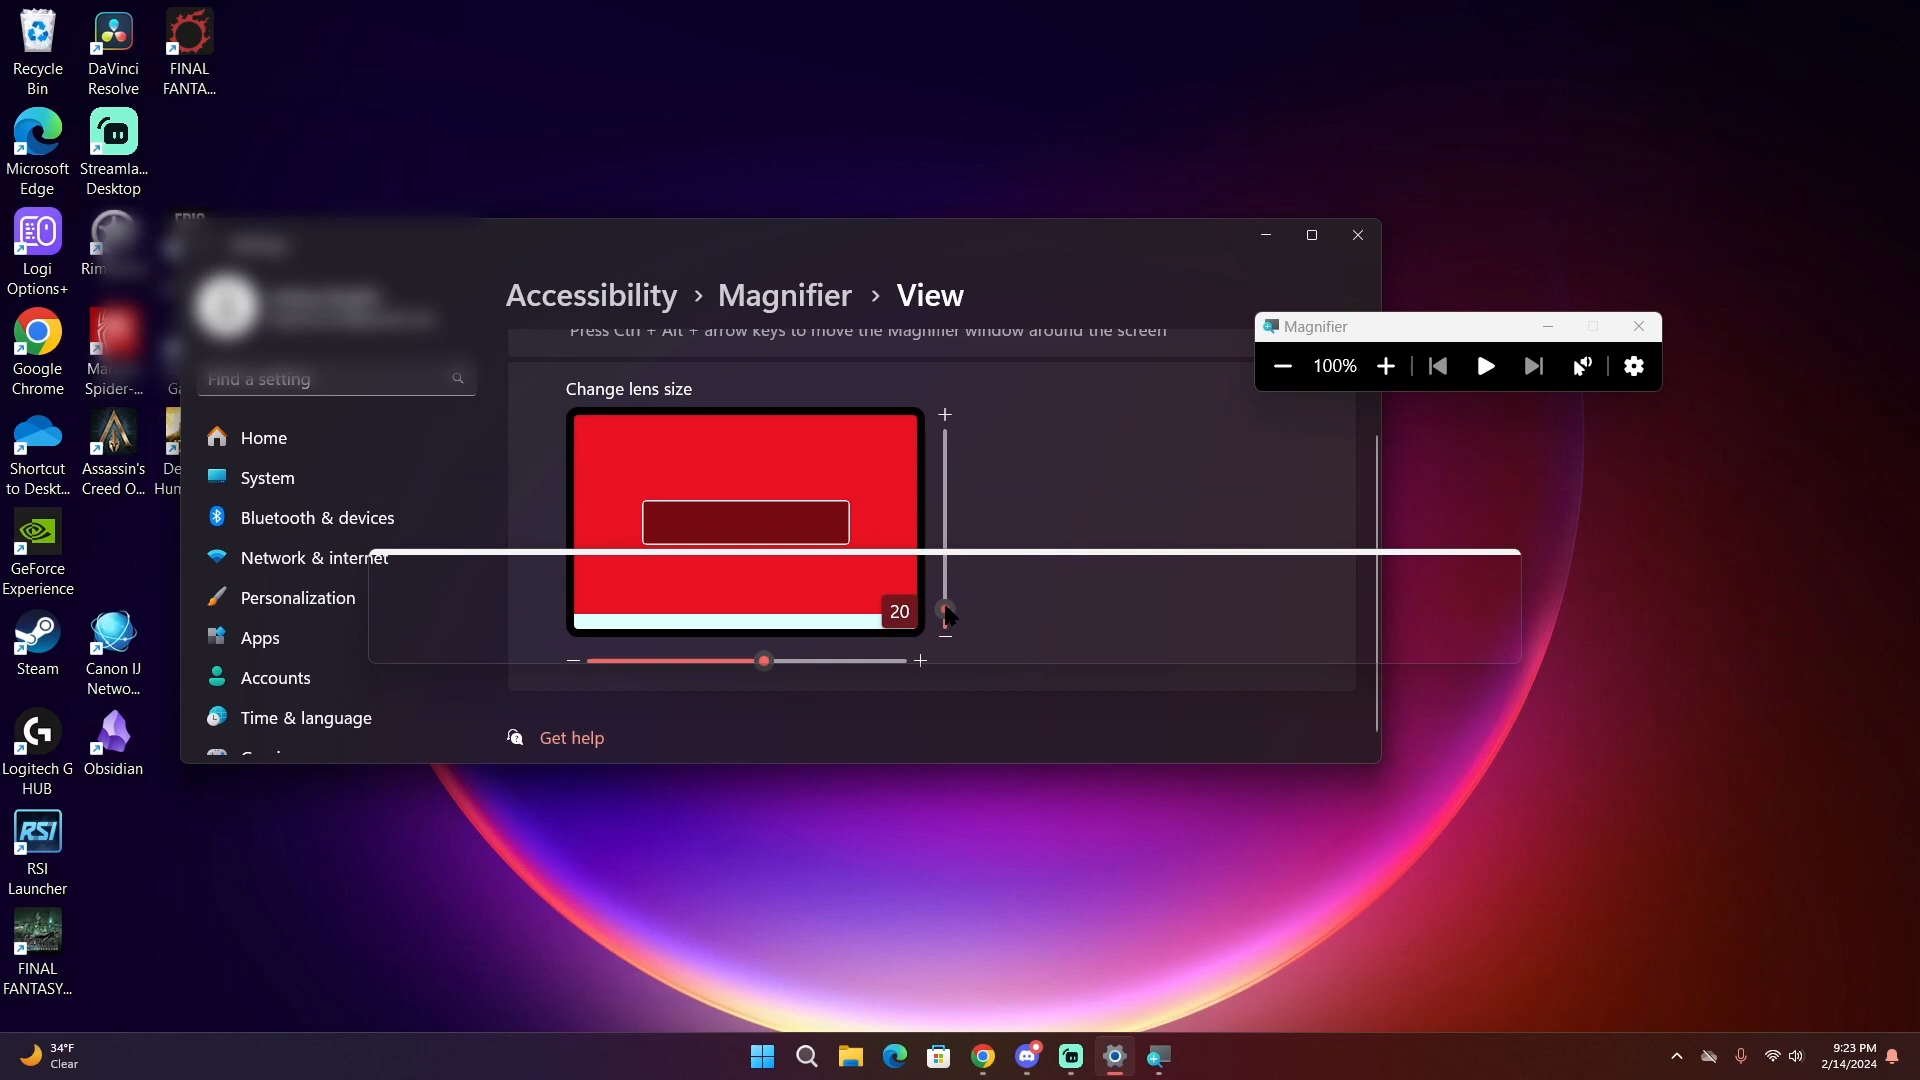 Recycle
Bin
DaVinci
Resolve
FINAL
FANTA...
Microsoft
Edge
Streamla...
Desktop
Logi
Options+
Google
Chrome
Spider-...
Shortcut
to Deskt...
Assassin's
Creed O...
De
Hum
GeForce
Experience
Steam
Canon IJ
Netwo...
Logitech G
HUB
Obsidian
RSI
RSI
Launcher
FINAL
FANTASY...
Find a setting
Home
System
Bluetooth & devices
Network & internet
Personalization
Apps
Accounts
Time & language
Accessibility > Magnifier > View
Press Ctrl + Alt + arrow keys to move the Magnifier window around the screen
Change lens size
20
Get help
Magnifier
100%
34°F
Clear
9:23 PM
2/14/2024